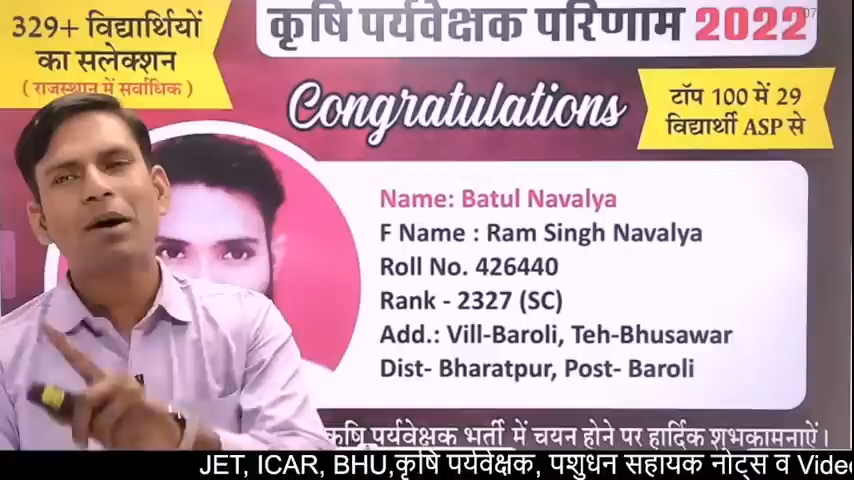 329+ विद्यार्थियों
का सलेक्शन
( राजस्थान में सर्वाधिक )
कृषि पर्यवेक्षक परिणाम 2022
Congratulations
टॉप 100 में 29
विद्यार्थी ASP से
Name: Batul Navalya
F Name : Ram Singh Navalya
Roll No. 426440
Rank - 2327 (SC)
Add.: Vill-Baroli, Teh-Bhusawar
Dist- Bharatpur, Post- Baroli
कृषि पर्यवेक्षक भर्ती में चयन होने पर हार्दिक शुभकामनाएें।
JET, ICAR, BHU,कृषि पर्यवेक्षक, पशुधन सहायक नोट्स व Vide